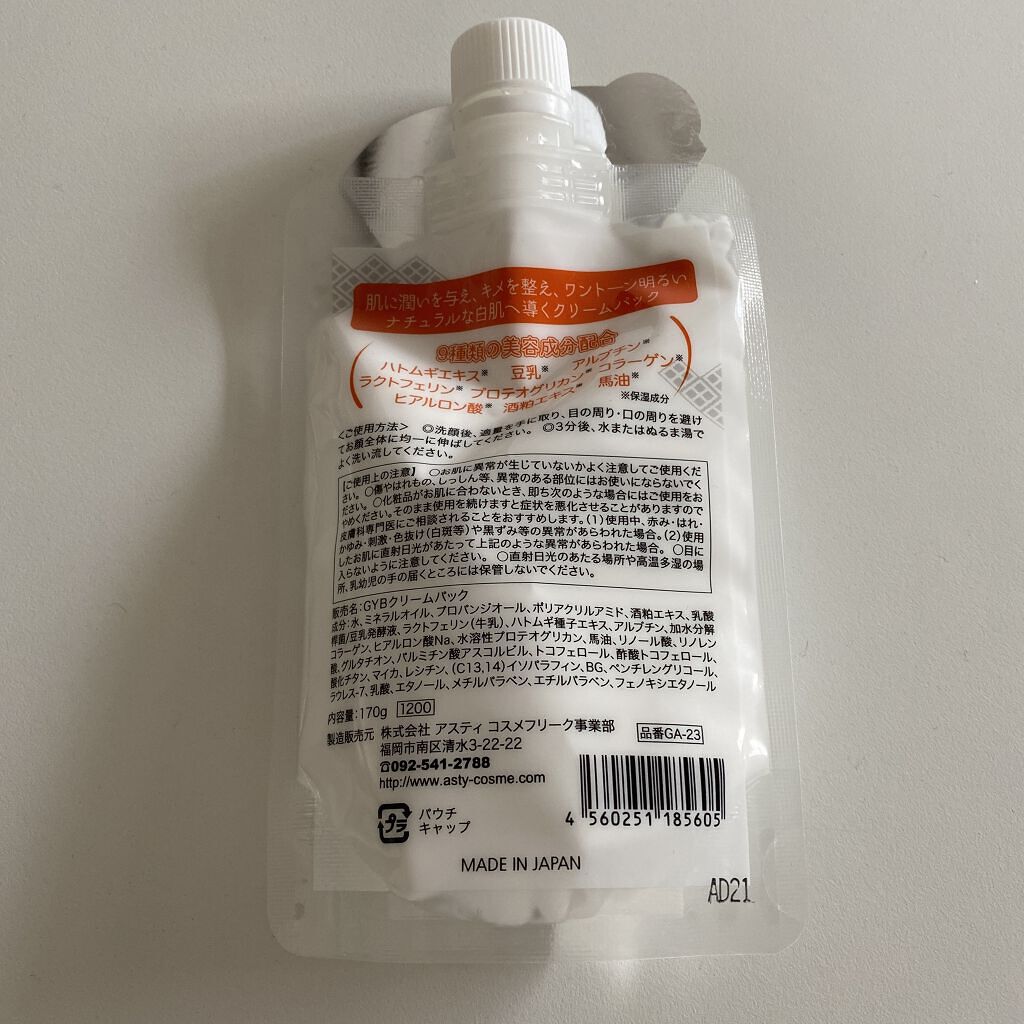 肌に潤いを与え、キメを整え、ワントーン明るい
ナチュラルな白肌へ導くクリームパック
9種類の美容成分配合
ハトムギエキス※ 豆乳※ アルブチン※
ラクトフェリン※ プロテオグリカン※ コラーゲン※
ヒアルロン酸※ 酒粕エキス※ 馬油※
※保湿成分
<ご使用方法> ◎洗顔後、適量を手に取り、目の周り・口の周りを避け
てお顔全体に均一に伸ばしてください。 ◎3分後、水またはぬるま湯で
よく洗い流してください。
【ご使用上の注意】 ○お肌に異常が生じていないかよく注意してご使用くだ
さい。○傷やはれもの、しっしん等、異常のある部位にはお使いにならないでく
ださい。○化粧品がお肌に合わないとき、即ち次のような場合にはご使用をお
やめください。そのまま使用を続けますと症状を悪化させることがありますので
皮膚科専門医にご相談されることをおすすめします。(1)使用中、赤み・はれ・
かゆみ・刺激・色抜け(白斑等)や黒ずみ等の異常があらわれた場合。(2)使用
したお肌に直射日光があたって上記のような異常があらわれた場合。 ○目に
入らないように注意してください。 ○直射日光のあたる場所や高温多湿の場
所、乳幼児の手の届くところには保管しないでください。
販売名:GYBクリームパック
成分:水、ミネラルオイル、プロパンジオール、ポリアクリルアミド、酒粕エキス、乳酸
桿菌/豆乳発酵液、ラクトフェリン(牛乳)、ハトムギ種子エキス、アルブチン、加水分解
コラーゲン、ヒアルロン酸Na、水溶性プロテオグリカン、馬油、リノール酸、リノレン
酸、グルタチオン、パルミチン酸アスコルビル、トコフェロール、酢酸トコフェロール、
酸化チタン、マイカ、レシチン、(C13,14)イソパラフィン、BG、ペンチレングリコール、
ラウレス-7、乳酸、エタノール、メチルパラベン、エチルパラベン、フェノキシエタノール
内容量:170g 1200
製造販売元 株式会社 アスティ コスメフリーク事業部
福岡市南区清水3-22-22
品番GA-23
☎092-541-2788
http://www.asty-cosme.com
プラ パウチ
キャップ
4 560251 185605
MADE IN JAPAN
AD21